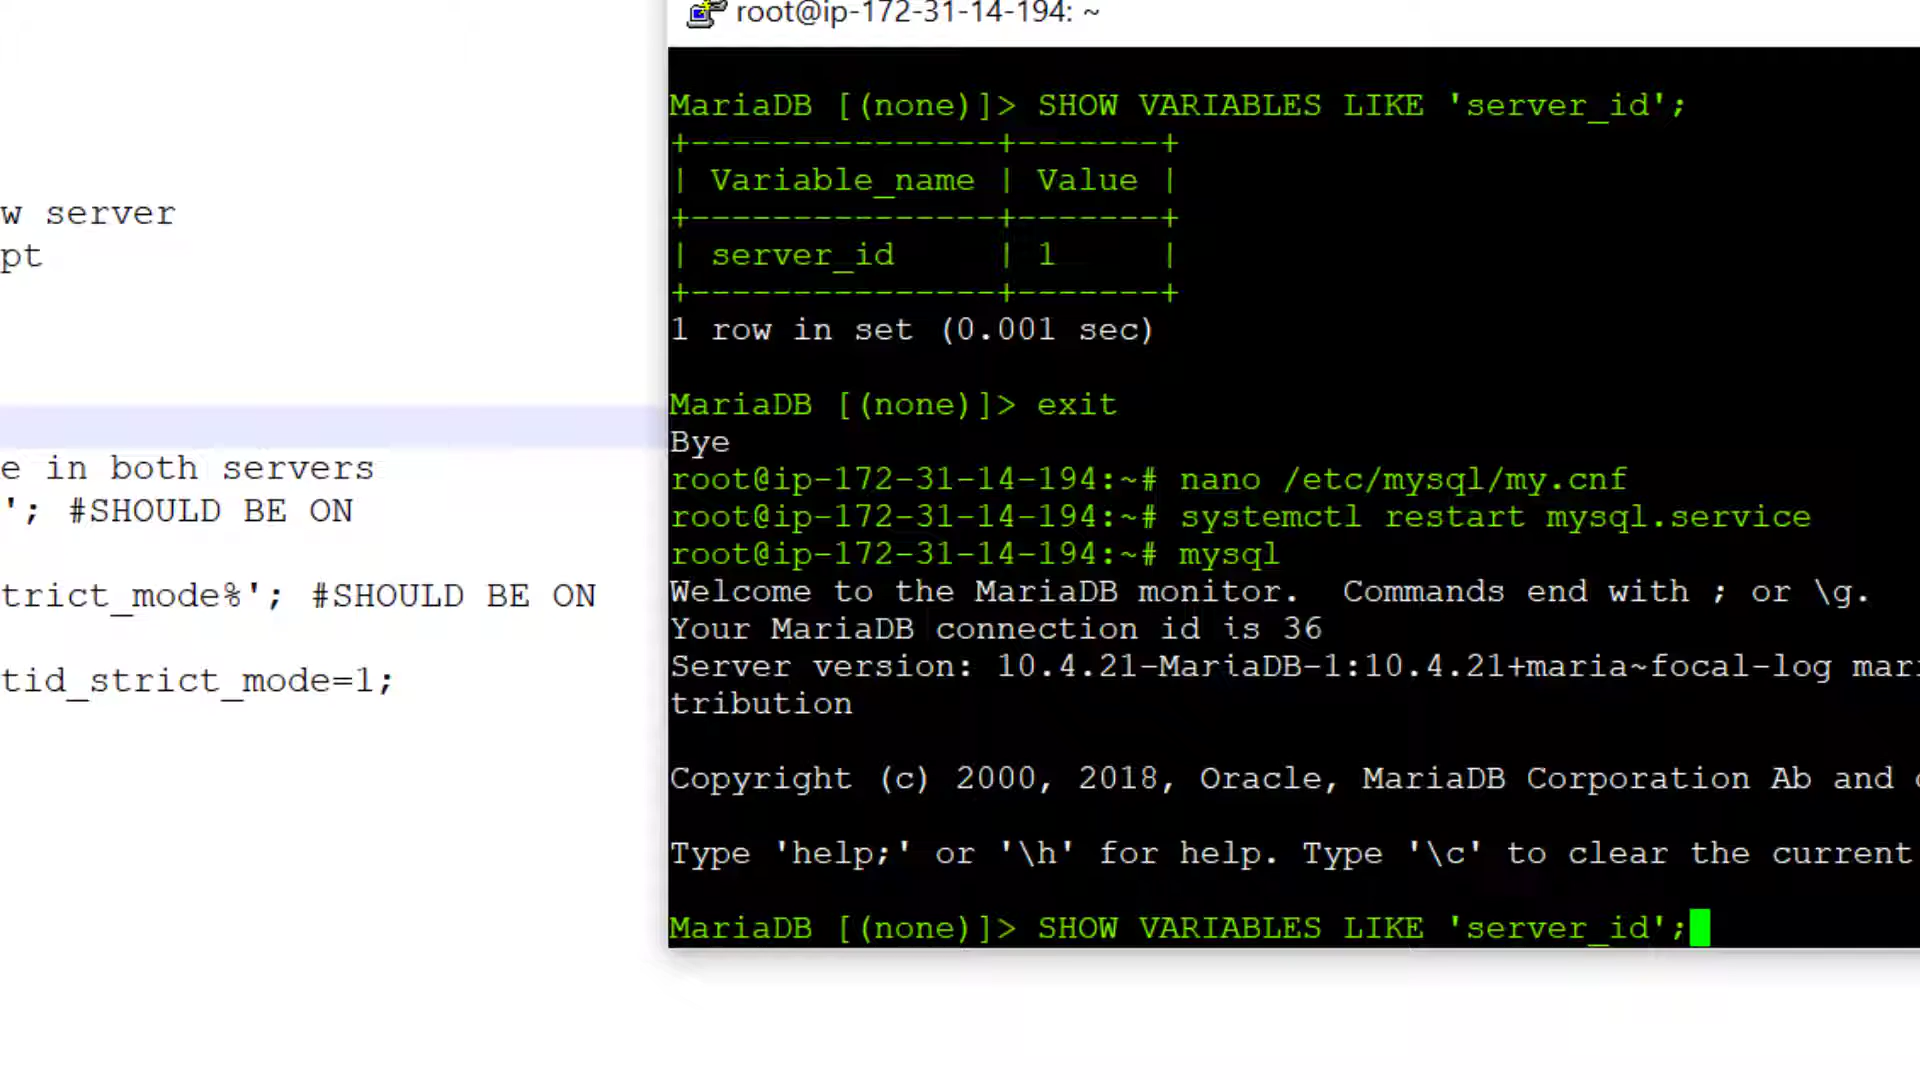 w server
pt
e in both servers
'; #SHOULD BE ON
trict_mode%'; #SHOULD BE ON
tid_strict_mode=1;
root@ip-172-31-14-194: ~
MariaDB [(none)]> SHOW VARIABLES LIKE 'server_id';
+---------------+-------+
| Variable_name | Value |
+---------------+-------+
| server_id     | 1     |
+---------------+-------+
1 row in set (0.001 sec)
MariaDB [(none)]> exit
Bye
root@ip-172-31-14-194:~# nano /etc/mysql/my.cnf
root@ip-172-31-14-194:~# systemctl restart mysql.service
root@ip-172-31-14-194:~# mysql
Welcome to the MariaDB monitor.  Commands end with ; or \g.
Your MariaDB connection id is 36
Server version: 10.4.21-MariaDB-1:10.4.21+maria~focal-log mari
tribution
Copyright (c) 2000, 2018, Oracle, MariaDB Corporation Ab and
Type 'help;' or '\h' for help. Type '\c' to clear the current
MariaDB [(none)]> SHOW VARIABLES LIKE 'server_id';